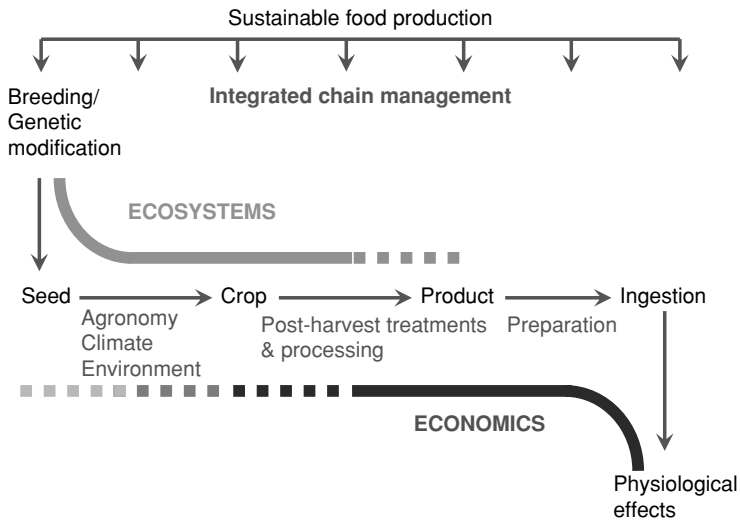 Sustainable food production
Breeding/
Genetic
modification
Integrated chain management
ECOSYSTEMS
Seed
Crop
Product
Ingestion
Agronomy
Climate
Environment
Post-harvest treatments
& processing
Preparation
ECONOMICS
Physiological
effects